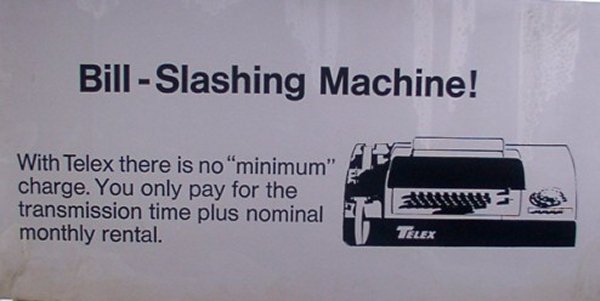 Bill - Slashing Machine!
With Telex there is no “minimum”
charge. You only pay for the
transmission time plus nominal
monthly rental.
TELEX